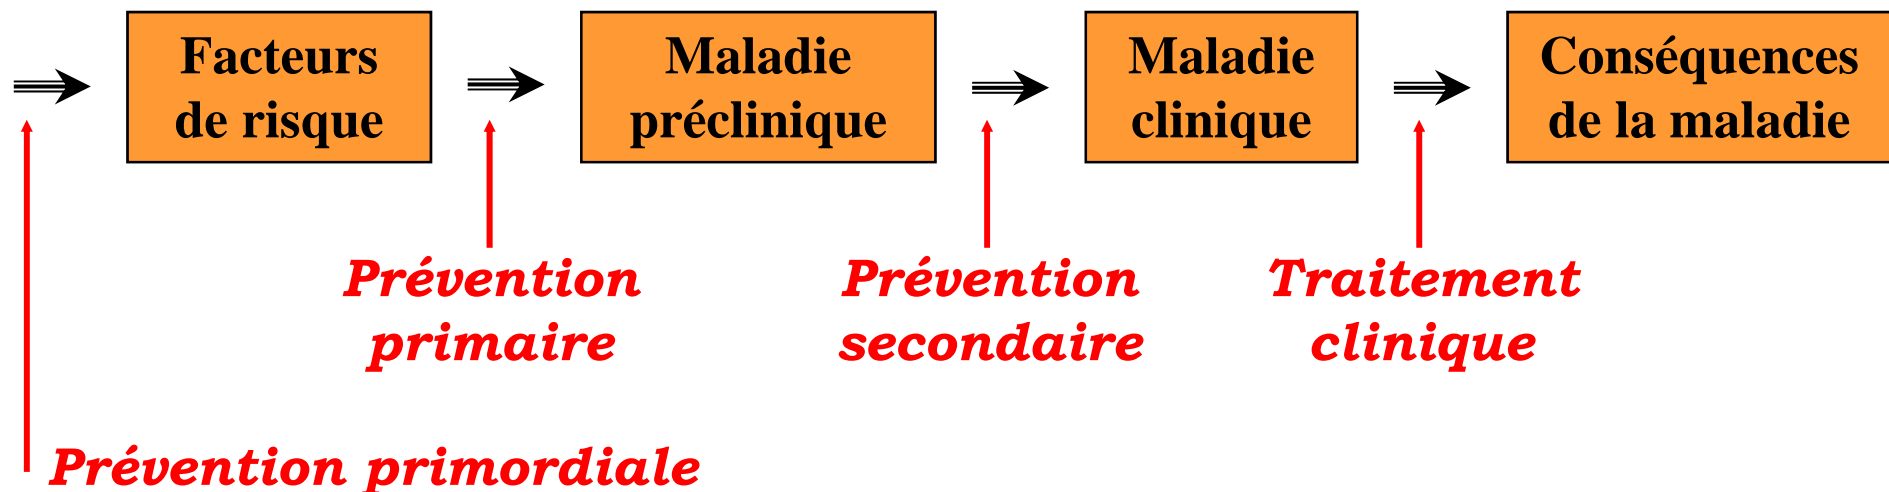 Facteurs
de risque
Maladie
préclinique
Maladie
clinique
Conséquences
de la maladie
Prévention
primaire
Prévention
secondaire
Traitement
clinique
Prévention primordiale